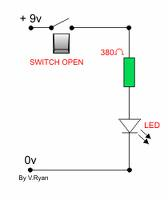 + 9v
380Ω
SWITCH OPEN
LED
0v
By V.Ryan